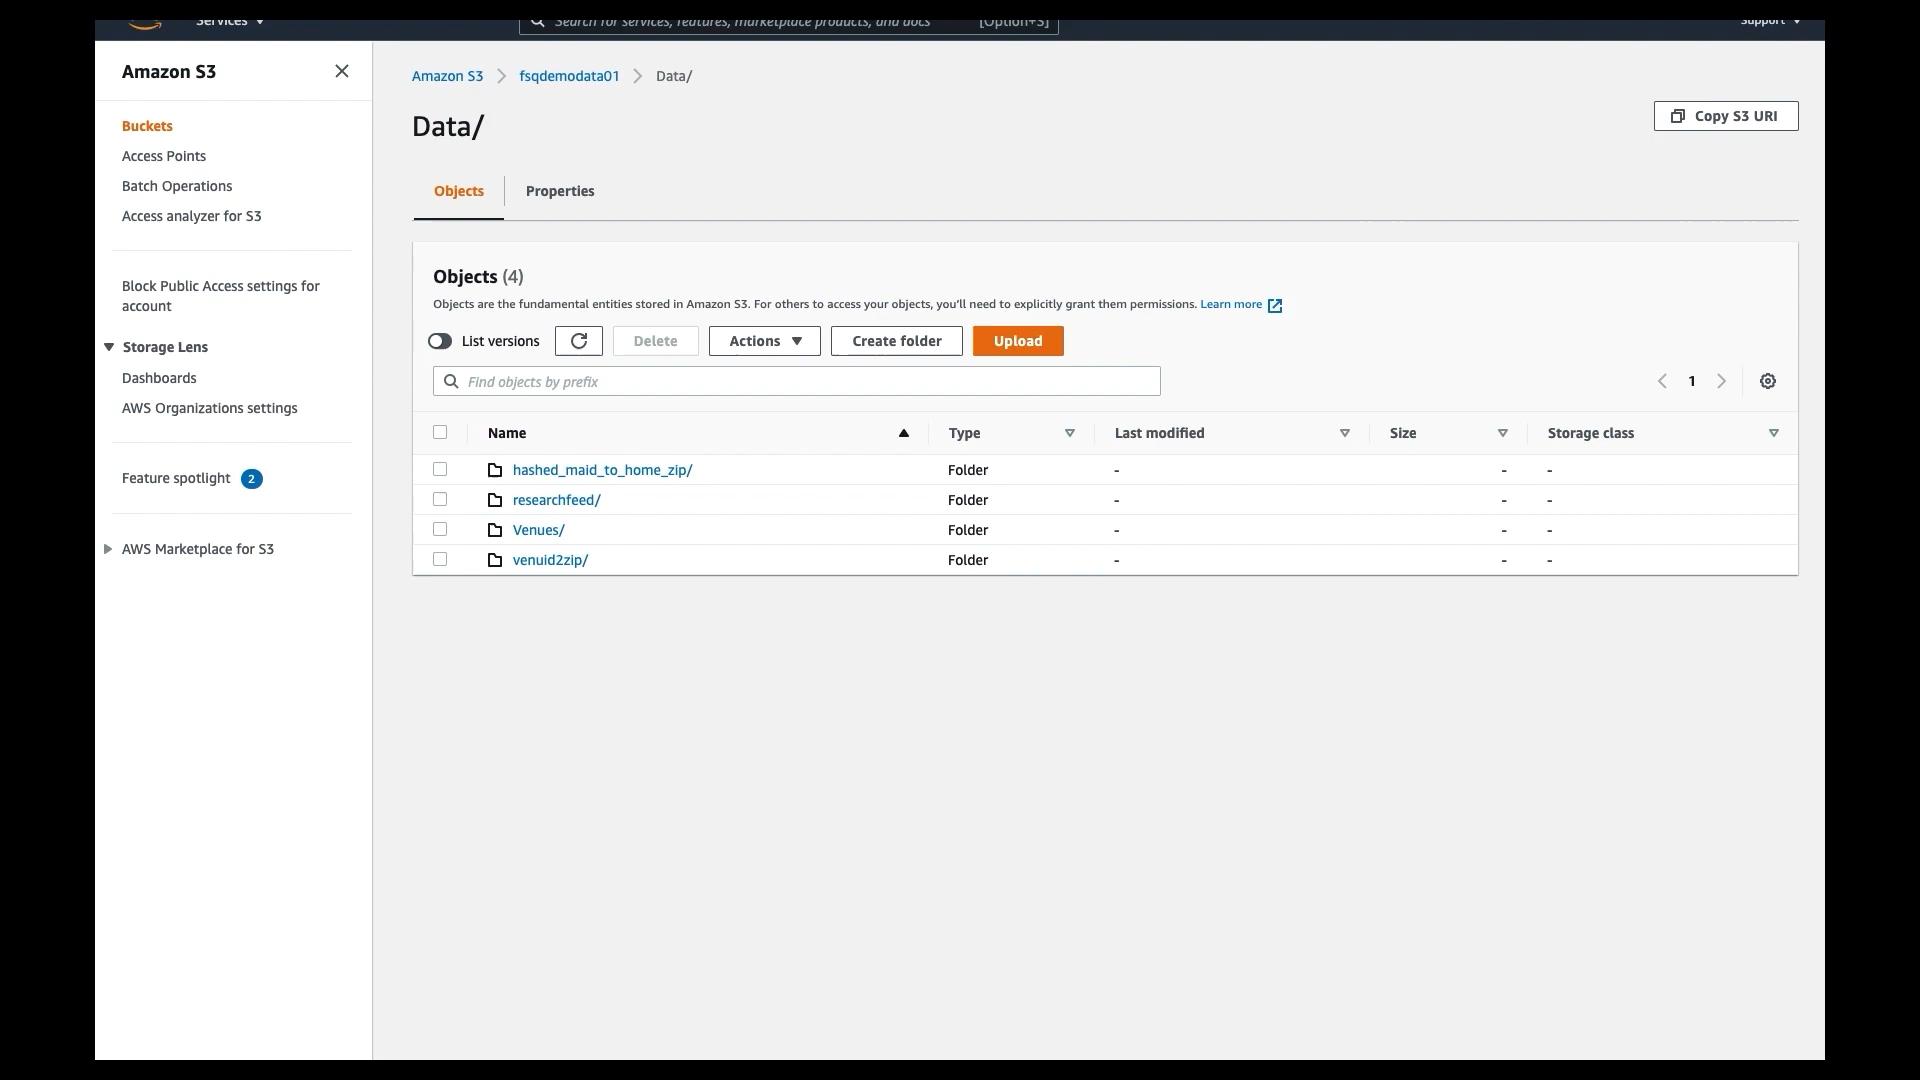 Services
Search for services, features, marketplace products, and docs [Option+S]
Support
Amazon S3
Buckets
Access Points
Batch Operations
Access analyzer for S3
Block Public Access settings for
account
Storage Lens
Dashboards
AWS Organizations settings
Feature spotlight 2
AWS Marketplace for S3
Amazon S3 fsqdemodata01 Data/
Data/
Copy S3 URI
Objects Properties
Objects (4)
Objects are the fundamental entities stored in Amazon S3. For others to access your objects, you'll need to explicitly grant them permissions. Learn more
List versions Delete Actions Create folder Upload
Find objects by prefix
1
Name Type Last modified Size Storage class
hashed_maid_to_home_zip/ Folder - - -
researchfeed/ Folder - - -
Venues/ Folder - - -
venuid2zip/ Folder - - -